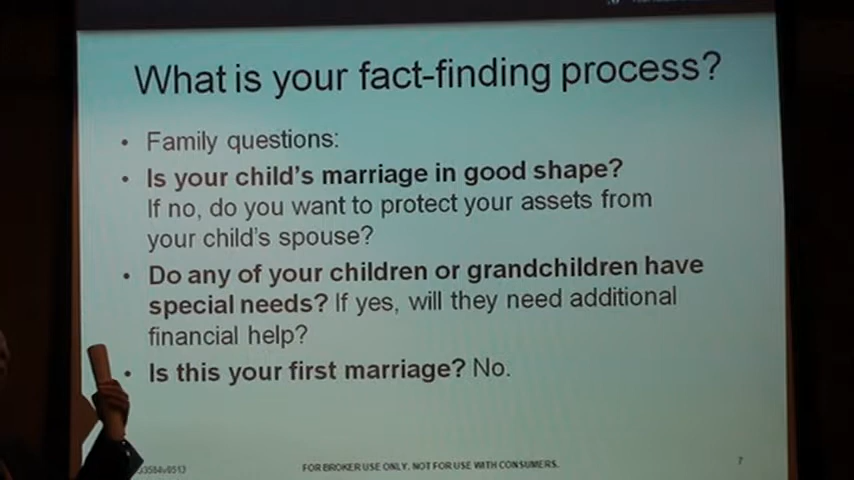 What is your fact-finding process?
• Family questions:
• Is your child's marriage in good shape?
If no, do you want to protect your assets from
your child's spouse?
• Do any of your children or grandchildren have
special needs? If yes, will they need additional
financial help?
• Is this your first marriage? No.
FOR BROKER USE ONLY. NOT FOR USE WITH CONSUMERS.
7